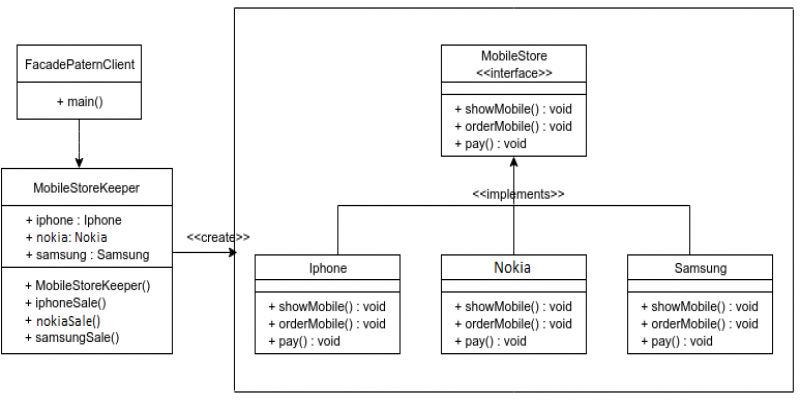 FacadePaternClient
+ main()
MobileStoreKeeper
+ iphone : Iphone
+ nokia: Nokia
+ samsung : Samsung
+ MobileStoreKeeper()
+ iphoneSale()
+ nokiaSale()
+ samsungSale()
<<create>>
MobileStore
<<interface>>
+ showMobile() : void
+ orderMobile() : void
+ pay() : void
<<implements>>
Iphone
+ showMobile() : void
+ orderMobile() : void
+ pay() : void
Nokia
+ showMobile() : void
+ orderMobile() : void
+ pay() : void
Samsung
+ showMobile() : void
+ orderMobile() : void
+ pay() : void